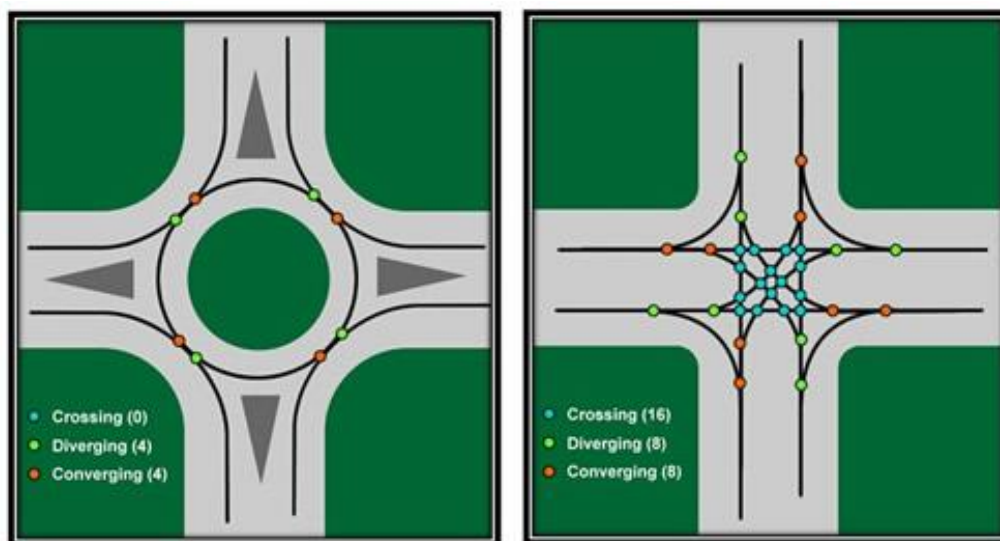 Crossing (0)
Diverging (4)
Converging (4)
Crossing (16)
Diverging (8)
Converging (8)